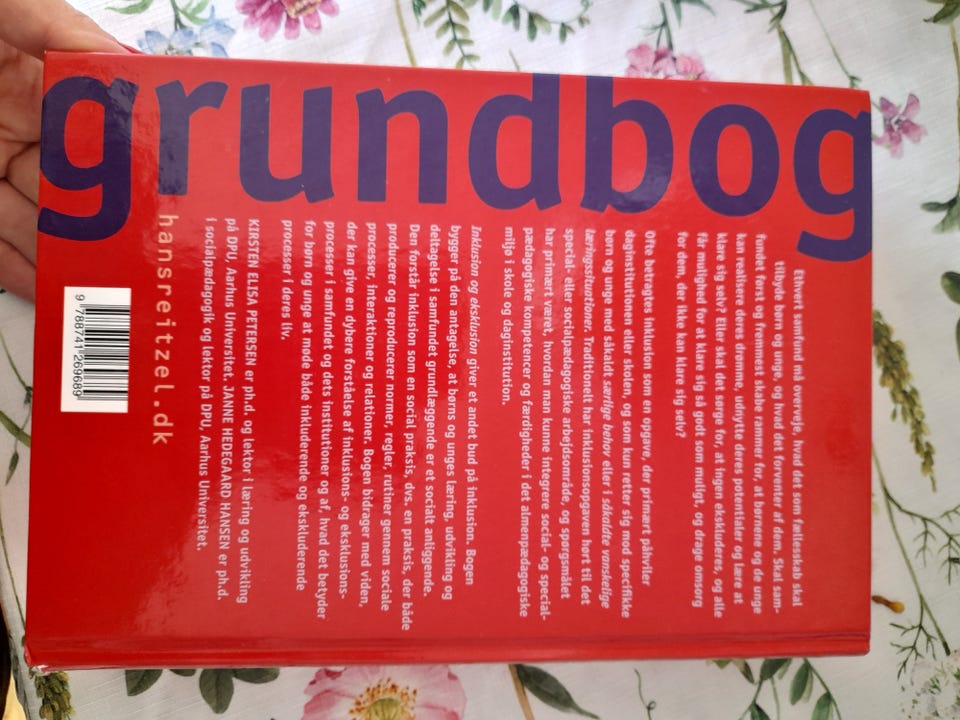 grundbog
Ethvert samfund må overveje, hvad det som fællesskab skal
tilbyde børn og unge, og hvad det forventer af dem. Skal sam-
fundet først og fremmest skabe rammer for, at børnene og de unge
kan realisere deres drømme, udnytte deres potentialer og lære at
klare sig selv? Eller skal det sørge for, at ingen ekskluderes, og alle
får mulighed for at klare sig så godt som muligt, og drage omsorg
for dem, der ikke kan klare sig selv?
Ofte betragtes inklusion som en opgave, der primært påhviler
daginstitutionen eller skolen, og som kun retter sig mod specifikke
børn og unge med såkaldt særlige behov eller i såkaldte vanskelige
læringssituationer. Traditionelt har inklusionsopgaven hørt til det
special- eller socialpædagogiske arbejdsområde, og spørgsmålet
har primært været, hvordan man kunne integrere social- og special-
pædagogiske kompetencer og færdigheder i det almenpædagogiske
miljø i skole og daginstitution.
Inklusion og eksklusion giver et andet bud på inklusion. Bogen
bygger på den antagelse, at børns og unges læring, udvikling og
deltagelse i samfundet grundlæggende er et socialt anliggende.
Den forstår inklusion som en social praksis, dvs. en praksis, der både
producerer og reproducerer normer, regler, rutiner gennem sociale
processer, interaktioner og relationer. Bogen bidrager med viden,
der kan give en dybere forståelse af inklusions- og eksklusions-
processer i samfundet og dets institutioner og af, hvad det betyder
for børn og unge at møde både inkluderende og ekskluderende
processer i deres liv.
KIRSTEN ELISA PETERSEN er ph.d. og lektor i læring og udvikling
på DPU, Aarhus Universitet. JANNE HEDEGAARD HANSEN er ph.d.
i socialpædagogik og lektor på DPU, Aarhus Universitet.
hansreitzel.dk
9 788741 269689